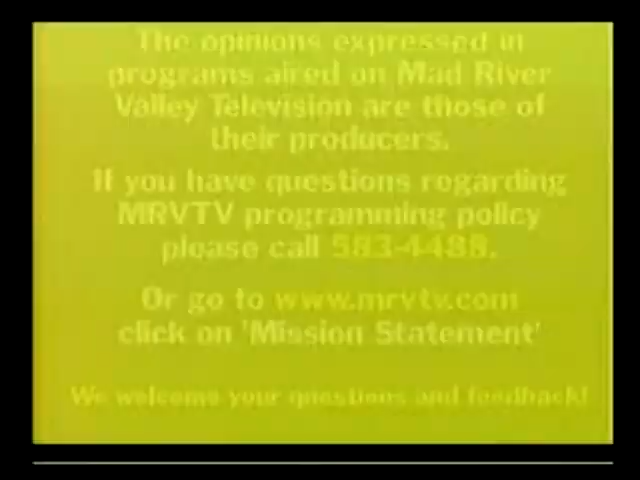 The opinions expressed in
programs aired on Mad River
Valley Television are those of
their producers.
If you have questions regarding
MRVTV programming policy
please call 583-4488.
Or go to www.mrvtv.com
click on 'Mission Statement'
We welcome your questions and feedback!